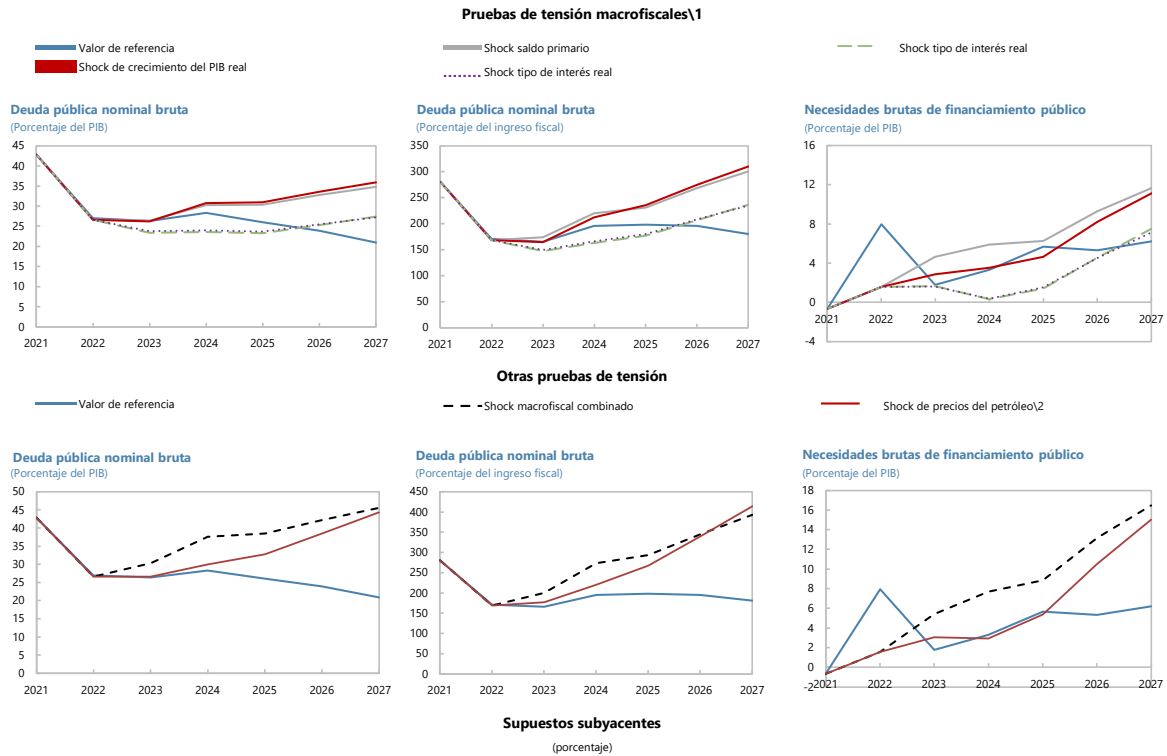 Pruebas de tensión macrofiscales\1
Valor de referencia
Shock saldo primario
Shock tipo de interés real
Shock de crecimiento del PIB real
Shock tipo de interés real
Deuda pública nominal bruta
(Porcentaje del PIB)
45
40
35
30
25
20
15
10
5
0
2021 2022 2023 2024 2025 2026 2027
Deuda pública nominal bruta
(Porcentaje del ingreso fiscal)
350
300
250
200
150
100
50
0
2021 2022 2023 2024 2025 2026 2027
Necesidades brutas de financiamiento público
(Porcentaje del PIB)
16
12
8
4
0
-4
2021 2022 2023 2024 2025 2026 2027
Otras pruebas de tensión
Valor de referencia
Shock macrofiscal combinado
Shock de precios del petróleo\2
Deuda pública nominal bruta
(Porcentaje del PIB)
50
45
40
35
30
25
20
15
10
5
0
2021 2022 2023 2024 2025 2026 2027
Deuda pública nominal bruta
(Porcentaje del ingreso fiscal)
450
400
350
300
250
200
150
100
50
0
2021 2022 2023 2024 2025 2026 2027
Necesidades brutas de financiamiento público
(Porcentaje del PIB)
18
16
14
12
10
8
6
4
2
0
-2
2021 2022 2023 2024 2025 2026 2027
Supuestos subyacentes
(porcentaje)